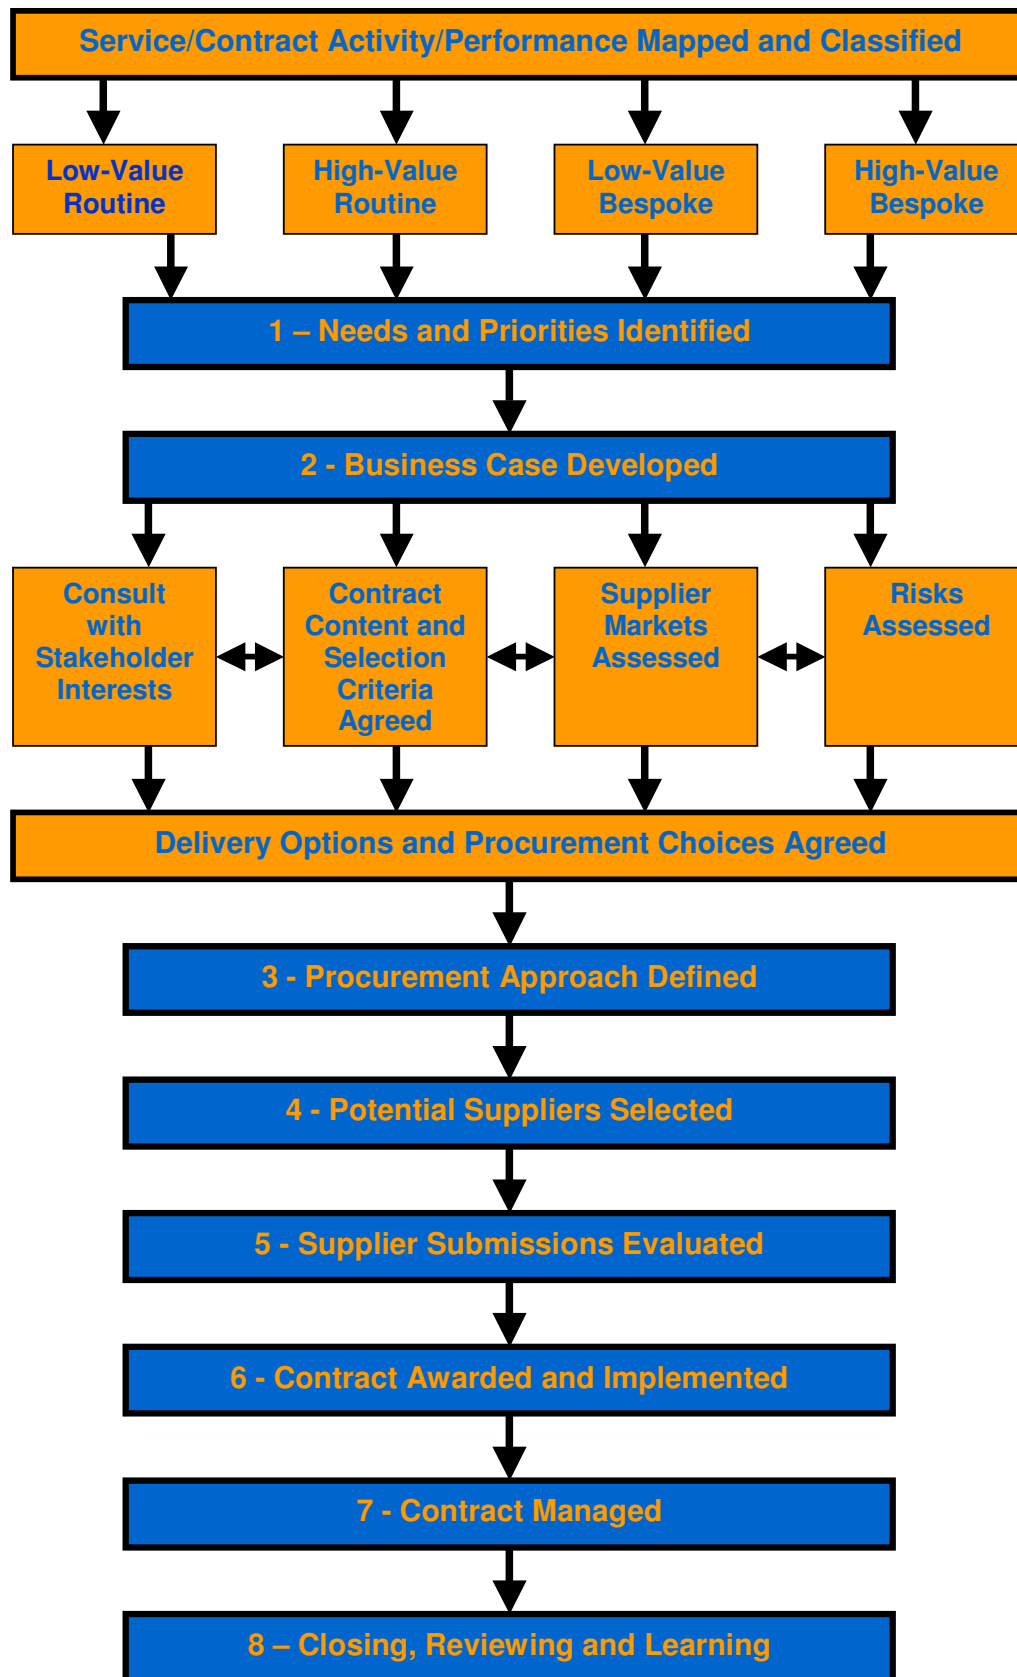 Service/Contract Activity/Performance Mapped and Classified
Low-Value
Routine
High-Value
Routine
Low-Value
Bespoke
High-Value
Bespoke
1 – Needs and Priorities Identified
2 - Business Case Developed
Consult
with
Stakeholder
Interests
Contract
Content and
Selection
Criteria
Agreed
Supplier
Markets
Assessed
Risks
Assessed
Delivery Options and Procurement Choices Agreed
3 - Procurement Approach Defined
4 - Potential Suppliers Selected
5 - Supplier Submissions Evaluated
6 - Contract Awarded and Implemented
7 - Contract Managed
8 – Closing, Reviewing and Learning